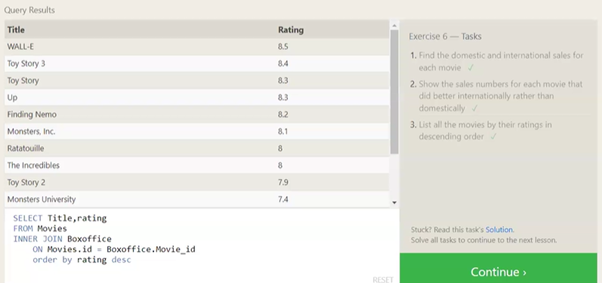 Query Results
Title Rating
WALL-E 8.5
Toy Story 3 8.4
Toy Story 8.3
Up 8.3
Finding Nemo 8.2
Monsters, Inc. 8.1
Ratatouille 8
The Incredibles 8
Toy Story 2 7.9
Monsters University 7.4
SELECT Title,rating
FROM Movies
INNER JOIN Boxoffice
ON Movies.id = Boxoffice.Movie_id
order by rating desc
RESET
Exercise 6 — Tasks
1. Find the domestic and international sales for
each movie ✓
2. Show the sales numbers for each movie that
did better internationally rather than
domestically ✓
3. List all the movies by their ratings in
descending order ✓
Stuck? Read this task's Solution.
Solve all tasks to continue to the next lesson.
Continue ›